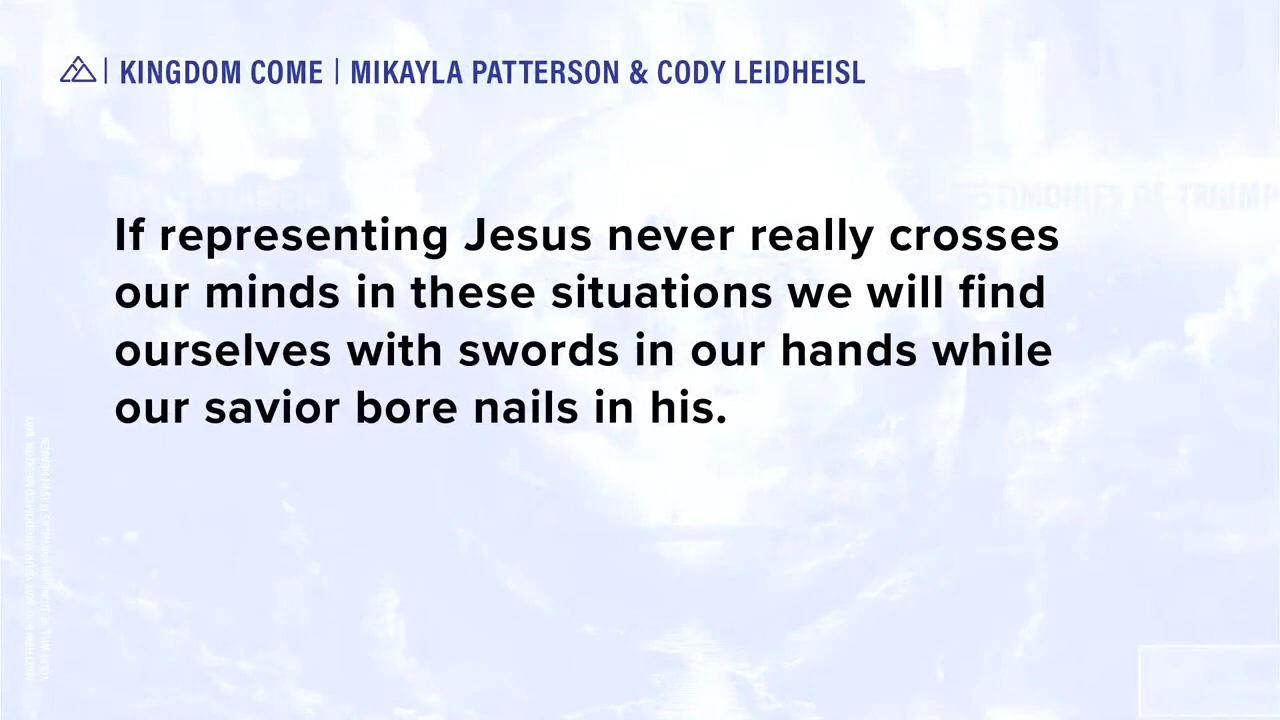 KINGDOM COME | MIKAYLA PATTERSON & CODY LEIDHEISL
If representing Jesus never really crosses
our minds in these situations we will find
ourselves with swords in our hands while
our savior bore nails in his.